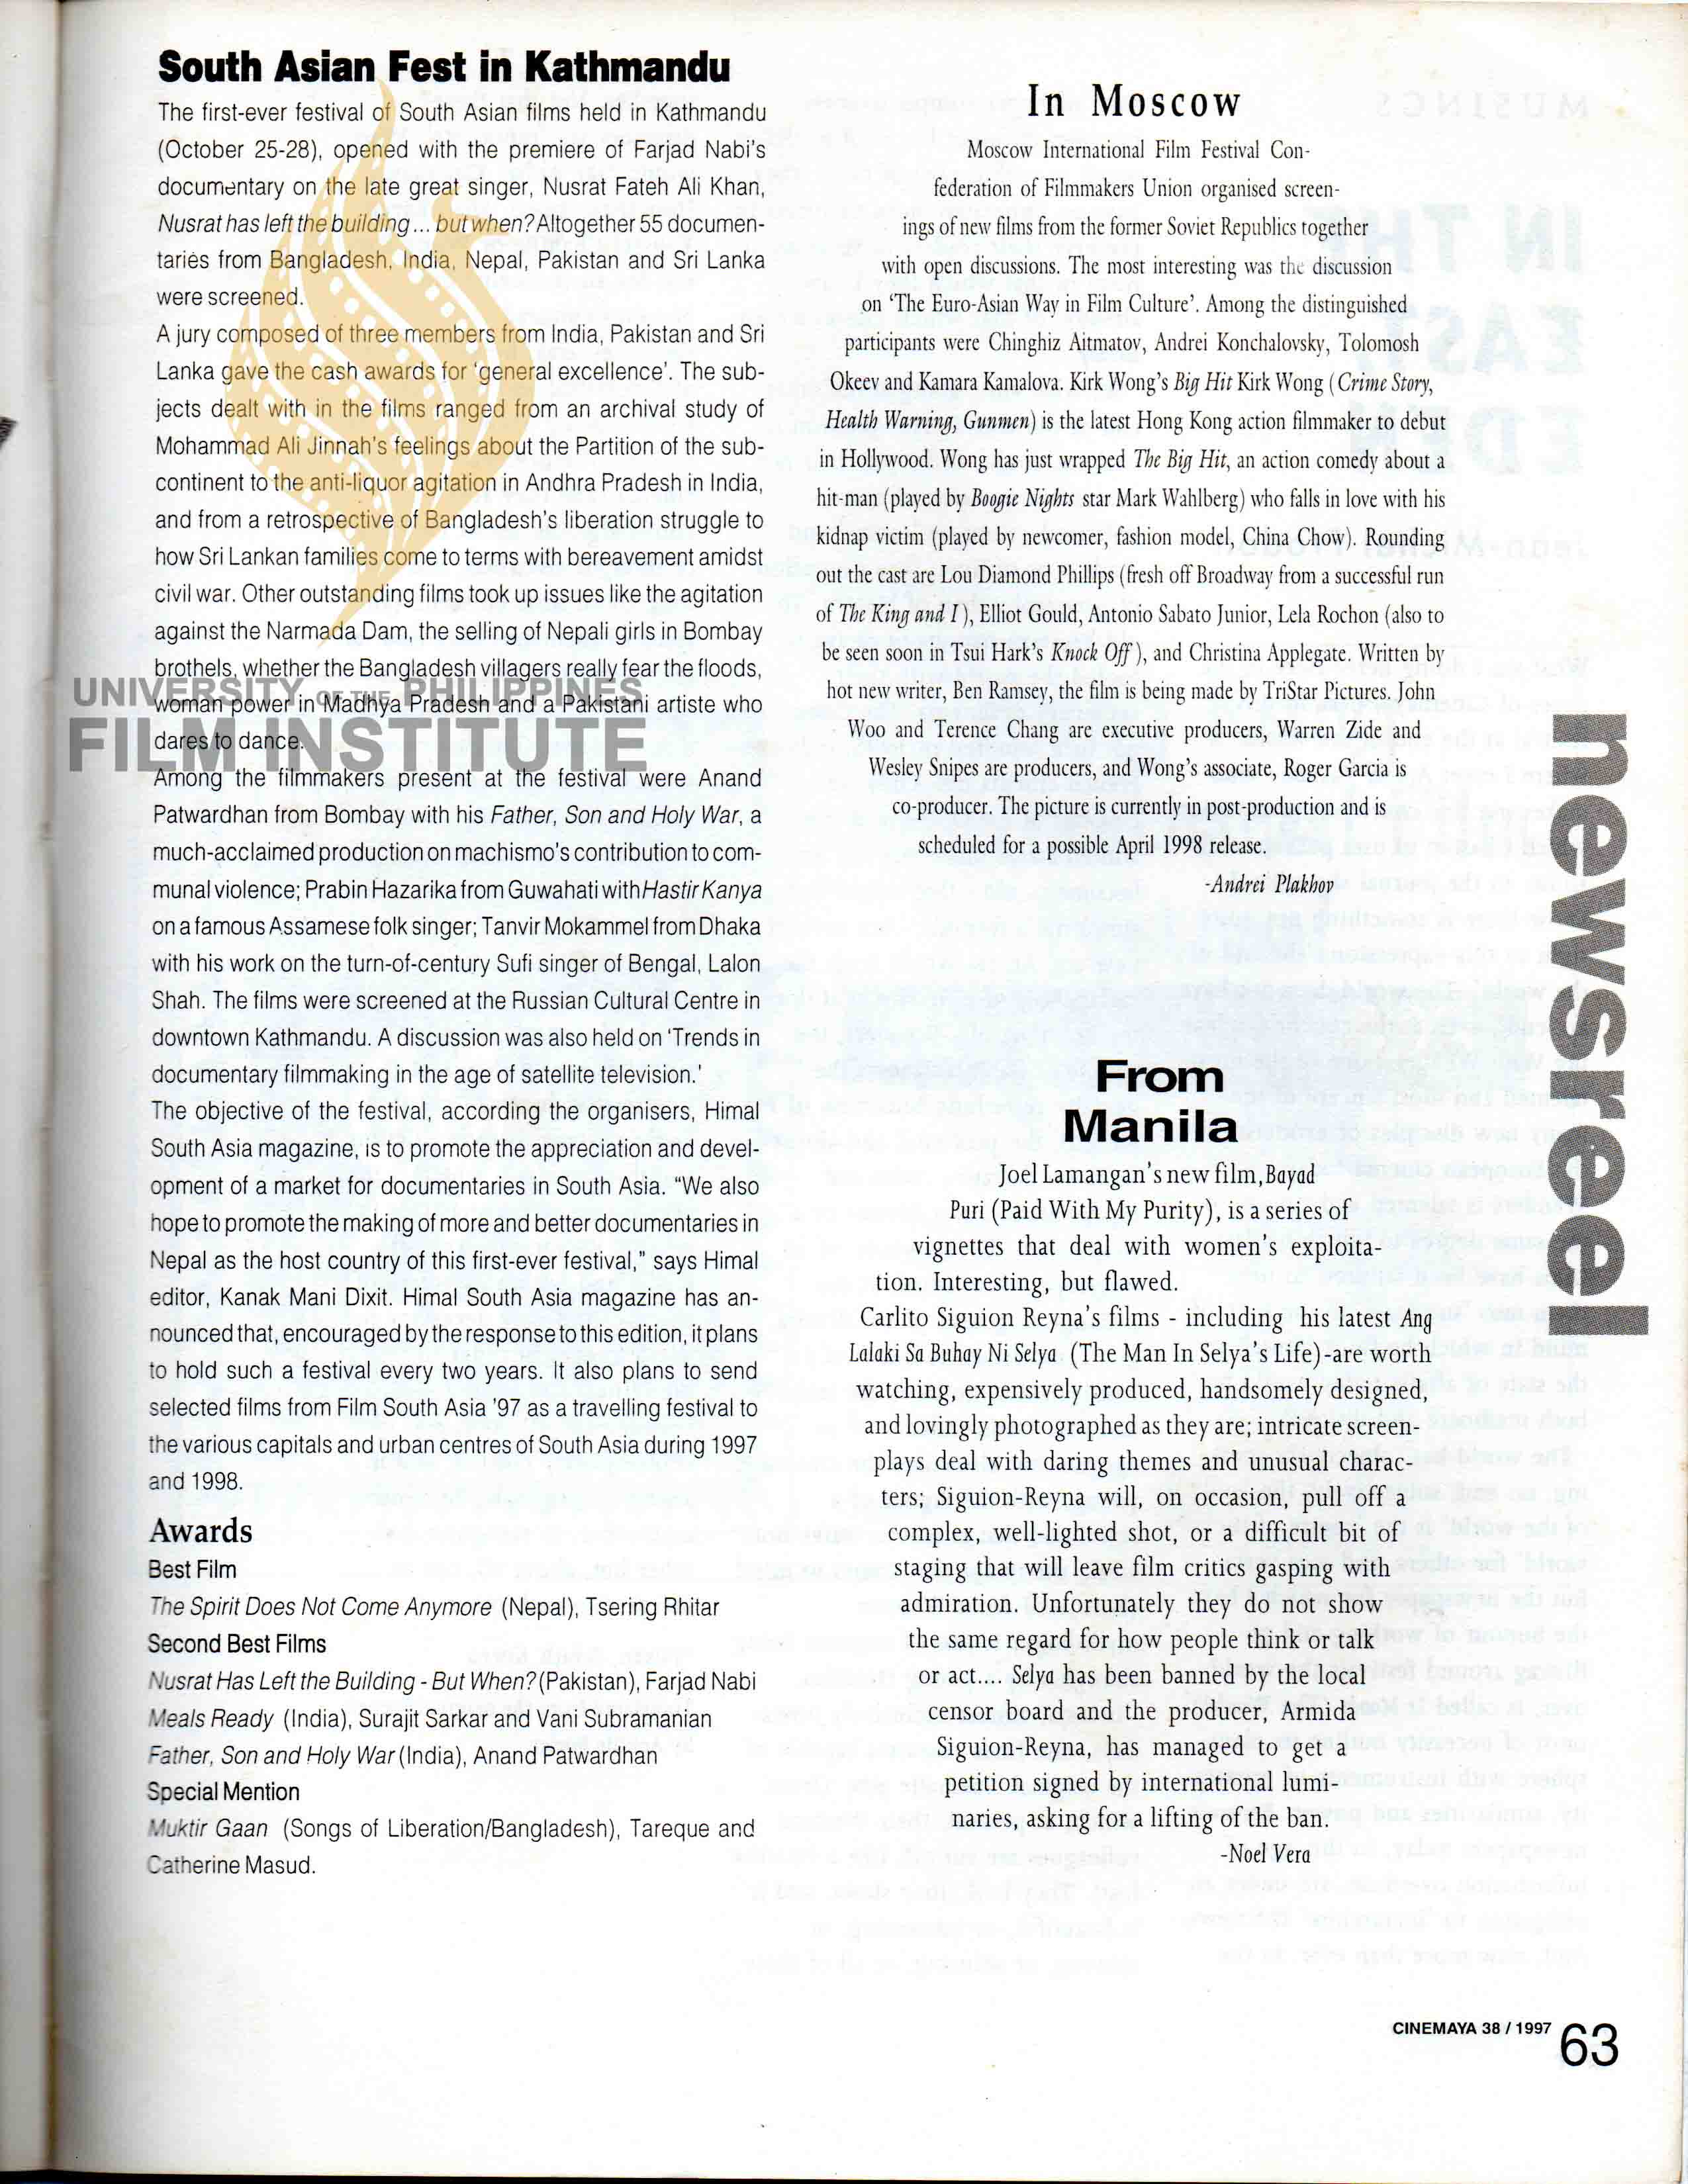 South Asian Fest in Kathmandu
The first-ever festival of South Asian films held in Kathmandu
(October 25-28), opened with the premiere of Farjad Nabi's
documentary on the late great singer, Nusrat Fateh Ali Khan,
Nusrat has left the building... but when? Altogether 55 documen-
taries from Bangladesh, India, Nepal, Pakistan and Sri Lanka
were screened.
A jury composed of three members from India, Pakistan and Sri
Lanka gave the cash awards for 'general excellence'. The sub-
jects dealt with in the films ranged from an archival study of
Mohammad Ali Jinnah's feelings about the Partition of the sub-
continent to the anti-liquor agitation in Andhra Pradesh in India,
and from a retrospective of Bangladesh's liberation struggle to
how Sri Lankan families come to terms with bereavement amidst
civil war. Other outstanding films took up issues like the agitation
against the Narmada Dam, the selling of Nepali girls in Bombay
brothels, whether the Bangladesh villagers really fear the floods,
woman power in Madhya Pradesh and a Pakistani artiste who
dares to dance.
Among the filmmakers present at the festival were Anand
Patwardhan from Bombay with his Father, Son and Holy War, a
much-acclaimed production on machismo's contribution to com-
munal violence; Prabin Hazarika from Guwahati with Hastir Kanya
on a famous Assamese folk singer; Tanvir Mokammel from Dhaka
with his work on the turn-of-century Sufi singer of Bengal, Lalon
Shah. The films were screened at the Russian Cultural Centre in
downtown Kathmandu. A discussion was also held on 'Trends in
documentary filmmaking in the age of satellite television.'
The objective of the festival, according the organisers, Himal
South Asia magazine, is to promote the appreciation and devel-
opment of a market for documentaries in South Asia. "We also
hope to promote the making of more and better documentaries in
Nepal as the host country of this first-ever festival," says Himal
editor, Kanak Mani Dixit. Himal South Asia magazine has an-
nounced that, encouraged by the response to this edition, it plans
to hold such a festival every two years. It also plans to send
selected films from Film South Asia '97 as a travelling festival to
the various capitals and urban centres of South Asia during 1997
and 1998.
Awards
Best Film
The Spirit Does Not Come Anymore (Nepal), Tsering Rhitar
Second Best Films
Nusrat Has Left the Building - But When? (Pakistan), Farjad Nabi
Meals Ready (India), Surajit Sarkar and Vani Subramanian
Father, Son and Holy War (India), Anand Patwardhan
Special Mention
Muktir Gaan (Songs of Liberation/Bangladesh), Tareque and
Catherine Masud.
UNIVERSITY OF THE PHILIPPINES
FILM INSTITUTE
In Moscow
Moscow International Film Festival Con-
federation of Filmmakers Union organised screen-
ings of new films from the former Soviet Republics together
with open discussions. The most interesting was the discussion
on 'The Euro-Asian Way in Film Culture'. Among the distinguished
participants were Chinghiz Aitmatov, Andrei Konchalovsky, Tolomosh
Okeev and Kamara Kamalova. Kirk Wong's Big Hit Kirk Wong (Crime Story,
Health Warning, Gunmen) is the latest Hong Kong action filmmaker to debut
in Hollywood. Wong has just wrapped The Big Hit, an action comedy about a
hit-man (played by Boogie Nights star Mark Wahlberg) who falls in love with his
kidnap victim (played by newcomer, fashion model, China Chow). Rounding
out the cast are Lou Diamond Phillips (fresh off Broadway from a successful run
of The King and I), Elliot Gould, Antonio Sabato Junior, Lela Rochon (also to
be seen soon in Tsui Hark's Knock Off), and Christina Applegate. Written by
hot new writer, Ben Ramsey, the film is being made by TriStar Pictures. John
Woo and Terence Chang are executive producers, Warren Zide and
Wesley Snipes are producers, and Wong's associate, Roger Garcia is
co-producer. The picture is currently in post-production and is
scheduled for a possible April 1998 release.
-Andrei Plakhov
From
Manila
Joel Lamangan's new film, Bayad
Puri (Paid With My Purity), is a series of
vignettes that deal with women's exploita-
tion. Interesting, but flawed.
Carlito Siguion Reyna's films - including his latest Ang
Lalaki Sa Buhay Ni Selya (The Man In Selya's Life) -are worth
watching, expensively produced, handsomely designed,
and lovingly photographed as they are; intricate screen-
plays deal with daring themes and unusual charac-
ters; Siguion-Reyna will, on occasion, pull off a
complex, well-lighted shot, or a difficult bit of
staging that will leave film critics gasping with
admiration. Unfortunately they do not show
the same regard for how people think or talk
or act.... Selya has been banned by the local
censor board and the producer, Armida
Siguion-Reyna, has managed to get a
petition signed by international lumi-
naries, asking for a lifting of the ban.
-Noel Vera
newsreel
CINEMAYA 38 / 1997 63